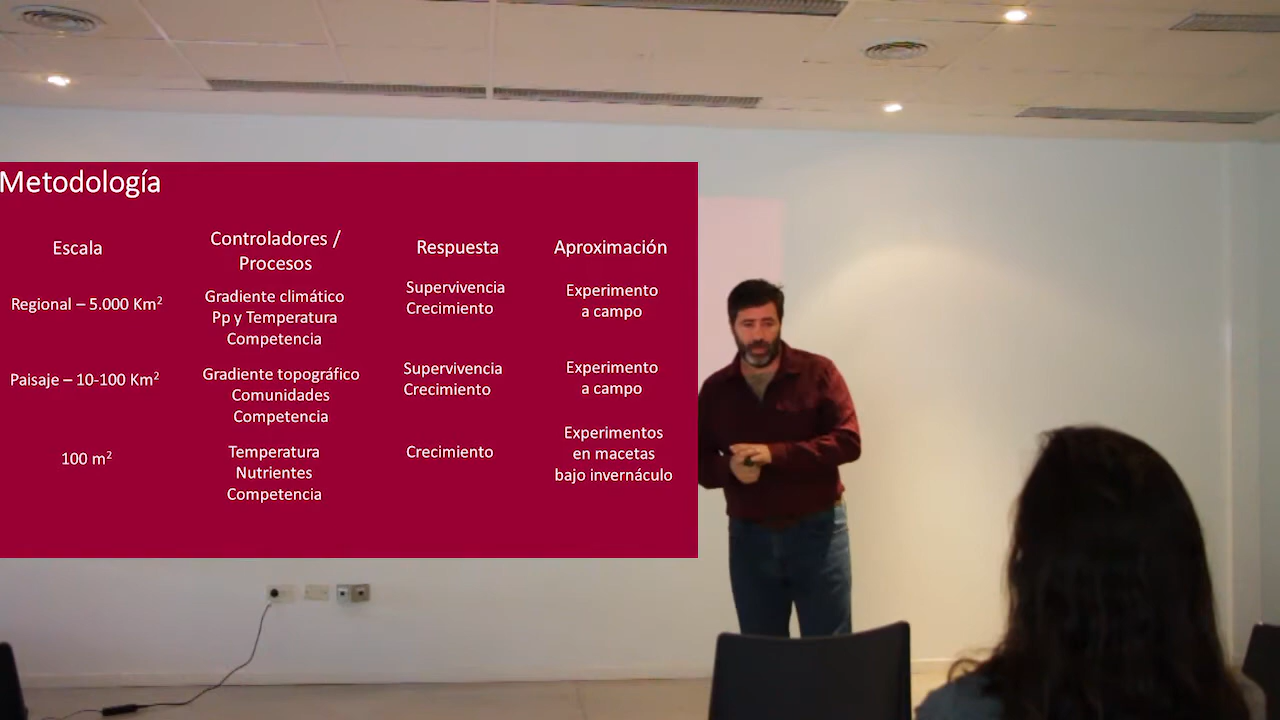 Metodología
Escala
Controladores /
Procesos
Respuesta
Aproximación
Regional – 5.000 Km²
Gradiente climático
Pp y Temperatura
Competencia
Supervivencia
Crecimiento
Experimento
a campo
Paisaje – 10-100 Km²
Gradiente topográfico
Comunidades
Competencia
Supervivencia
Crecimiento
Experimento
a campo
100 m²
Temperatura
Nutrientes
Competencia
Crecimiento
Experimentos
en macetas
bajo invernáculo